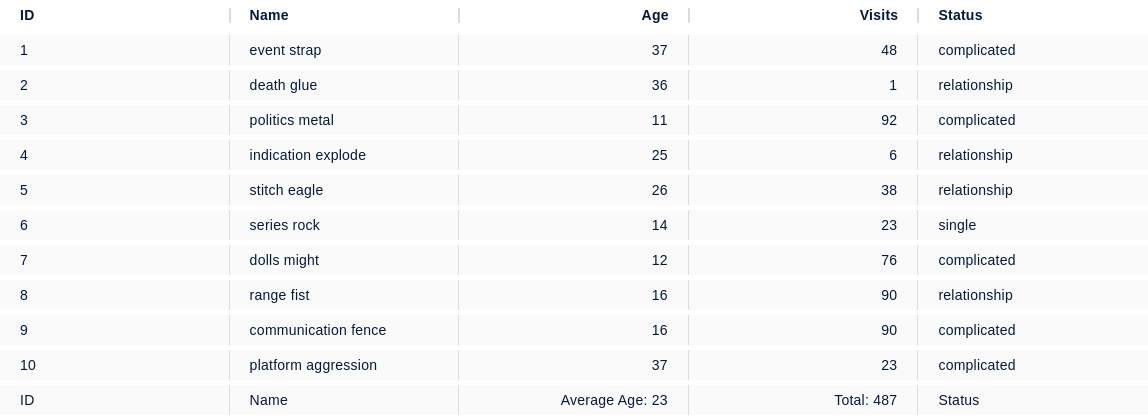 ID Name Age Visits Status
1 event strap 37 48 complicated
2 death glue 36 1 relationship
3 politics metal 11 92 complicated
4 indication explode 25 6 relationship
5 stitch eagle 26 38 relationship
6 series rock 14 23 single
7 dolls might 12 76 complicated
8 range fist 16 90 relationship
9 communication fence 16 90 complicated
10 platform aggression 37 23 complicated
ID Name Average Age: 23 Total: 487 Status